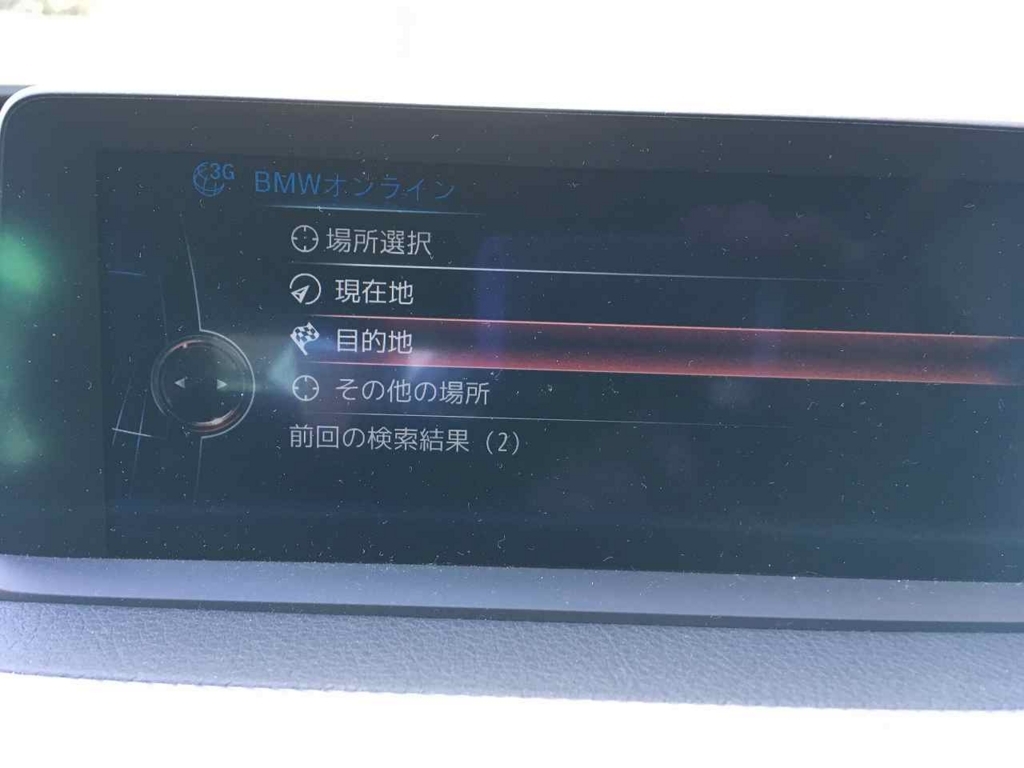 3G BMWオンライン
場所選択
現在地
目的地
その他の場所
前回の検索結果 (2)